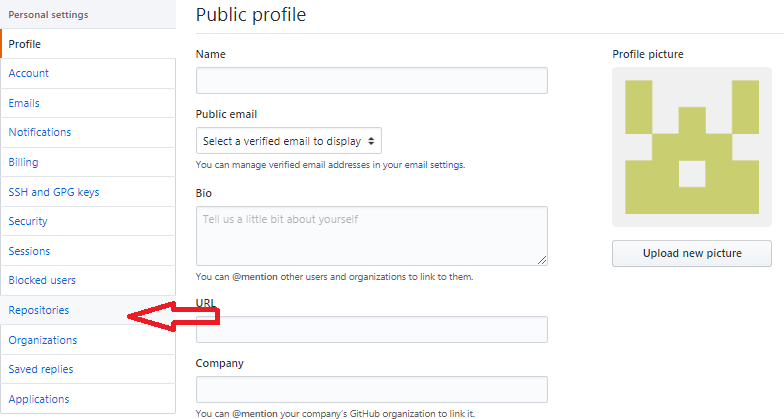 Personal settings
Profile
Account
Emails
Notifications
Billing
SSH and GPG keys
Security
Sessions
Blocked users
Repositories
Organizations
Saved replies
Applications
Public profile
Name
Public email
Select a verified email to display
You can manage verified email addresses in your email settings.
Bio
Tell us a little bit about yourself
You can @mention other users and organizations to link to them.
URL
Company
You can @mention your company's GitHub organization to link it.
Profile picture
Upload new picture